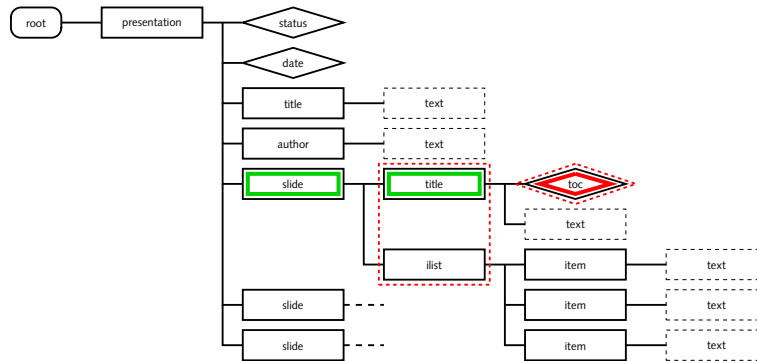 root presentation status
date
title text
author text
slide title toc
text
ilist item text
slide item text
slide item text